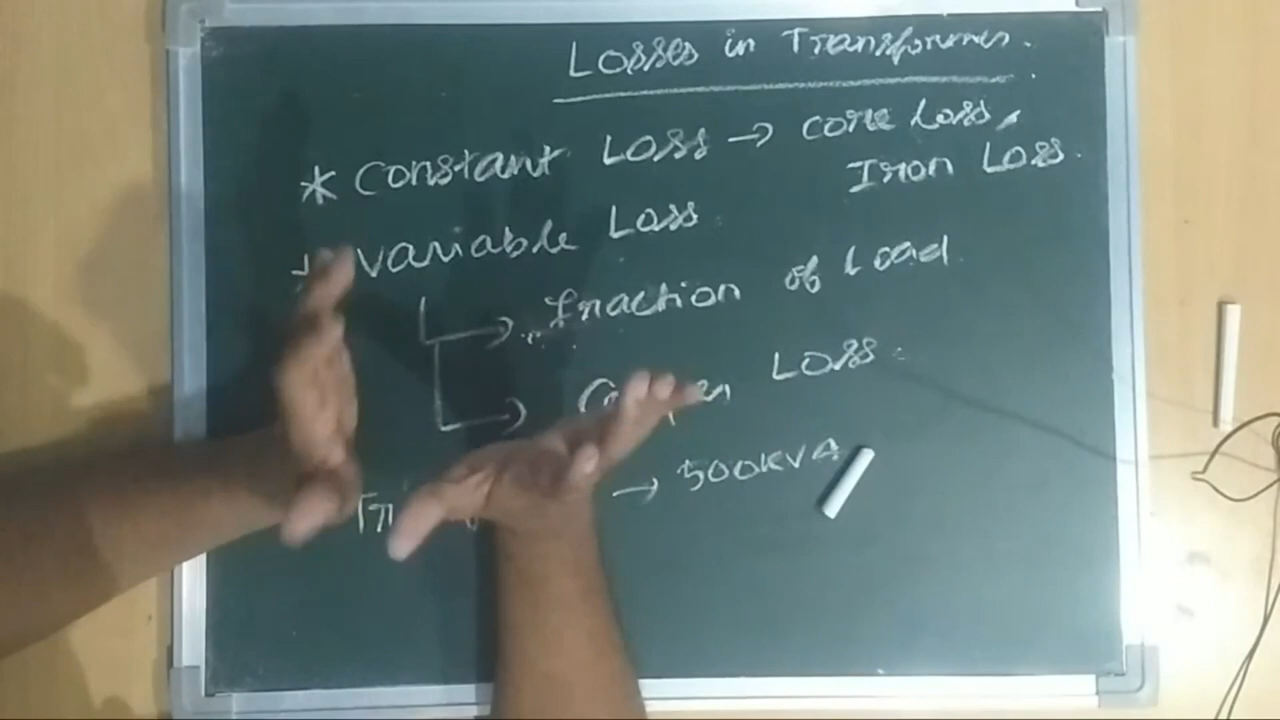 Losses in Transformer.
* Constant Loss → Core Loss,
Iron Loss.
* Variable Loss
→ fraction of Load
→ Loss
→ 500KVA